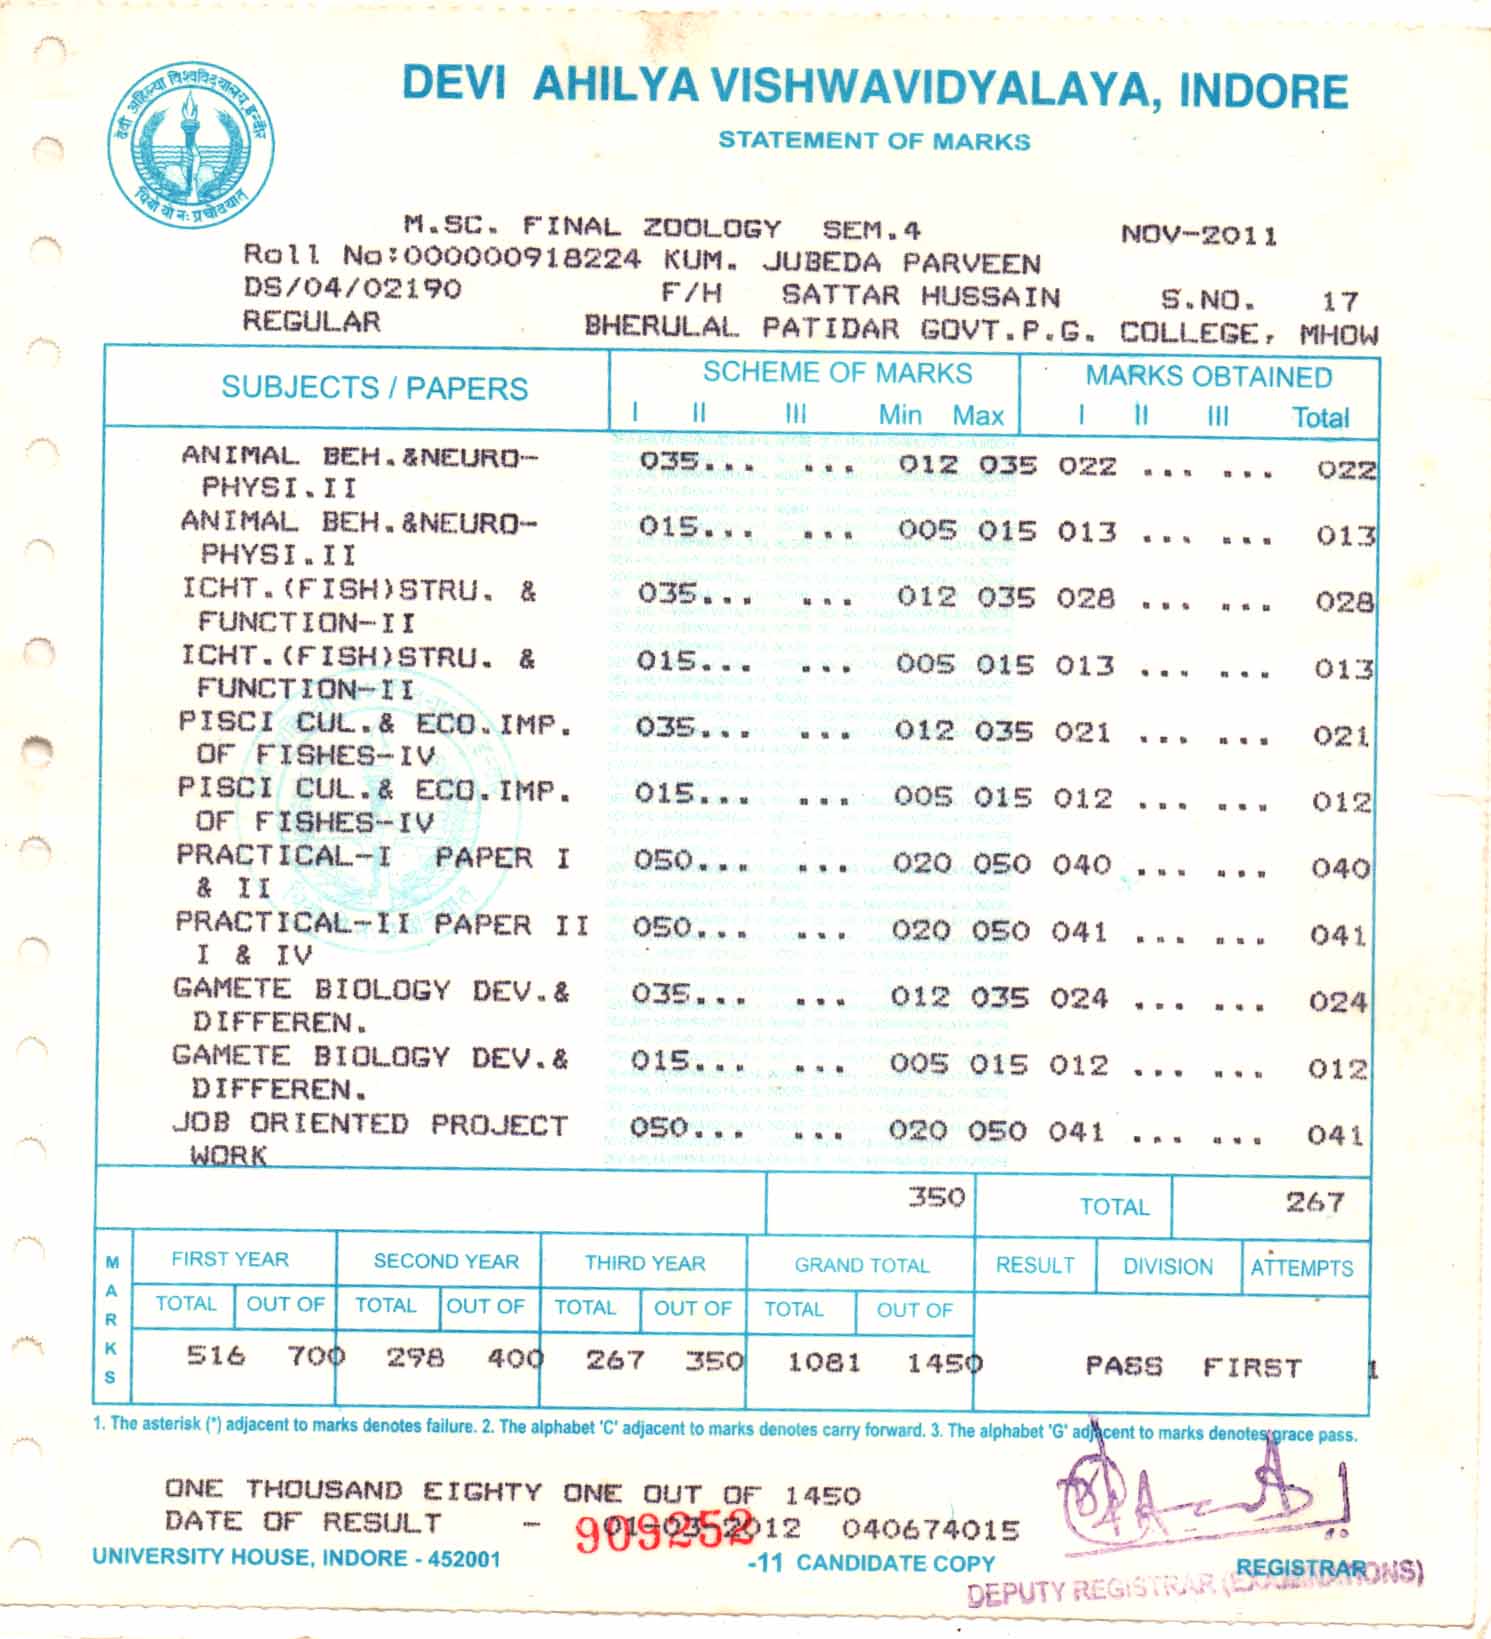 देवी अहिल्या विश्वविद्यालय, इन्दौर
धियो यो नः प्रचोदयात्
DEVI AHILYA VISHWAVIDYALAYA, INDORE
STATEMENT OF MARKS
M.SC. FINAL ZOOLOGY SEM.4 NOV-2011
Roll No:000000918224 KUM. JUBEDA PARVEEN
DS/04/02190 F/H SATTAR HUSSAIN S.NO. 17
REGULAR BHERULAL PATIDAR GOVT.P.G. COLLEGE, MHOW
SUBJECTS / PAPERS SCHEME OF MARKS MARKS OBTAINED
I II III Min Max I II III Total
ANIMAL BEH.&NEURO- 035... ... 012 035 022 ... ... 022
PHYSI.II
ANIMAL BEH.&NEURO- 015... ... 005 015 013 ... ... 013
PHYSI.II
ICHT.(FISH)STRU. & 035... ... 012 035 028 ... ... 028
FUNCTION-II
ICHT.(FISH)STRU. & 015... ... 005 015 013 ... ... 013
FUNCTION-II
PISCI CUL.& ECO.IMP. 035... ... 012 035 021 ... ... 021
OF FISHES-IV
PISCI CUL.& ECO.IMP. 015... ... 005 015 012 ... ... 012
OF FISHES-IV
PRACTICAL-I PAPER I 050... ... 020 050 040 ... ... 040
& II
PRACTICAL-II PAPER II 050... ... 020 050 041 ... ... 041
I & IV
GAMETE BIOLOGY DEV.& 035... ... 012 035 024 ... ... 024
DIFFEREN.
GAMETE BIOLOGY DEV.& 015... ... 005 015 012 ... ... 012
DIFFEREN.
JOB ORIENTED PROJECT 050... ... 020 050 041 ... ... 041
WORK
350 TOTAL 267
MARKS FIRST YEAR SECOND YEAR THIRD YEAR GRAND TOTAL RESULT DIVISION ATTEMPTS
TOTAL OUT OF TOTAL OUT OF TOTAL OUT OF TOTAL OUT OF
516 700 298 400 267 350 1081 1450 PASS FIRST 1
1. The asterisk (*) adjacent to marks denotes failure. 2. The alphabet 'C' adjacent to marks denotes carry forward. 3. The alphabet 'G' adjacent to marks denotes grace pass.
ONE THOUSAND EIGHTY ONE OUT OF 1450
DATE OF RESULT - 01-03-2012 040674015
909252
UNIVERSITY HOUSE, INDORE - 452001 -11 CANDIDATE COPY REGISTRAR
DEPUTY REGISTRAR (EXAMINATIONS)